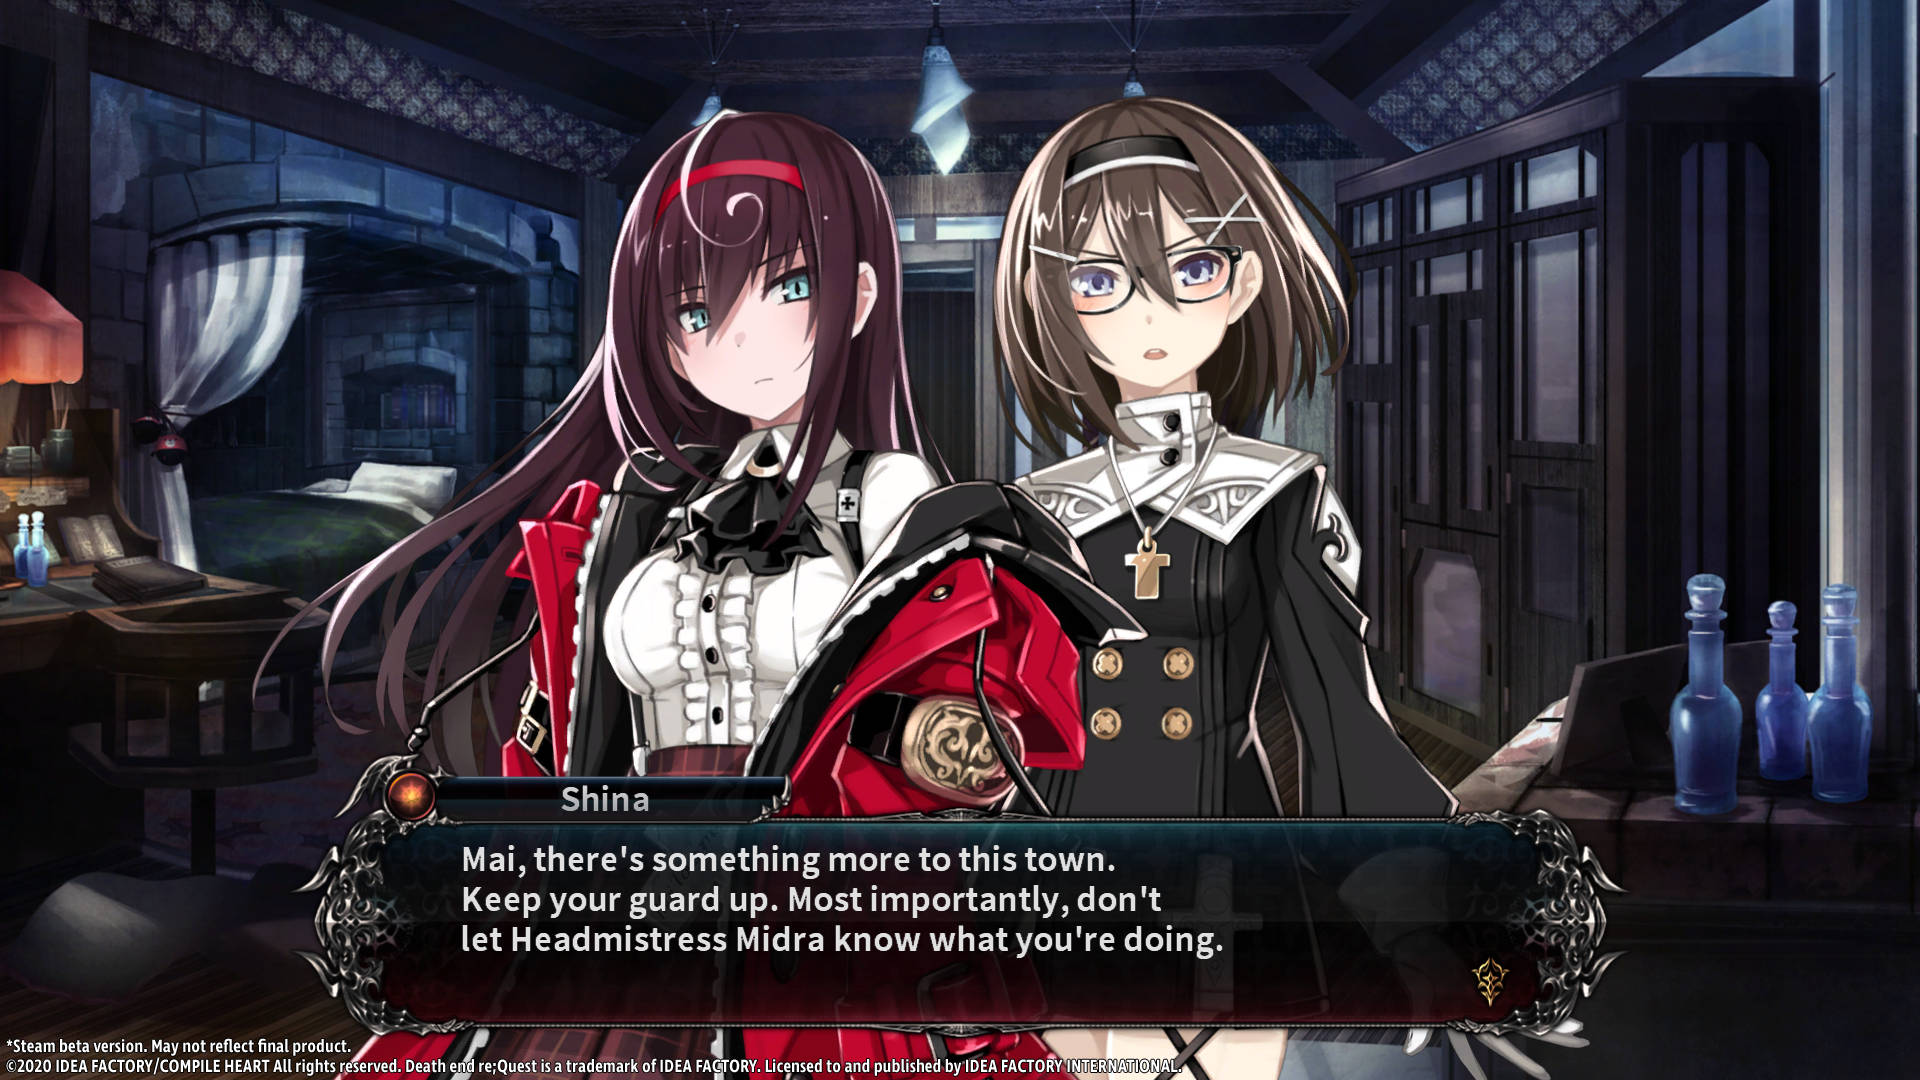 Shina
Mai, there's something more to this town.
Keep your guard up. Most importantly, don't
let Headmistress Midra know what you're doing.
*Steam beta version. May not reflect final product.
©2020 IDEA FACTORY/COMPILE HEART All rights reserved. Death end re;Quest is a trademark of IDEA FACTORY. Licensed to and published by IDEA FACTORY INTERNATIONAL.